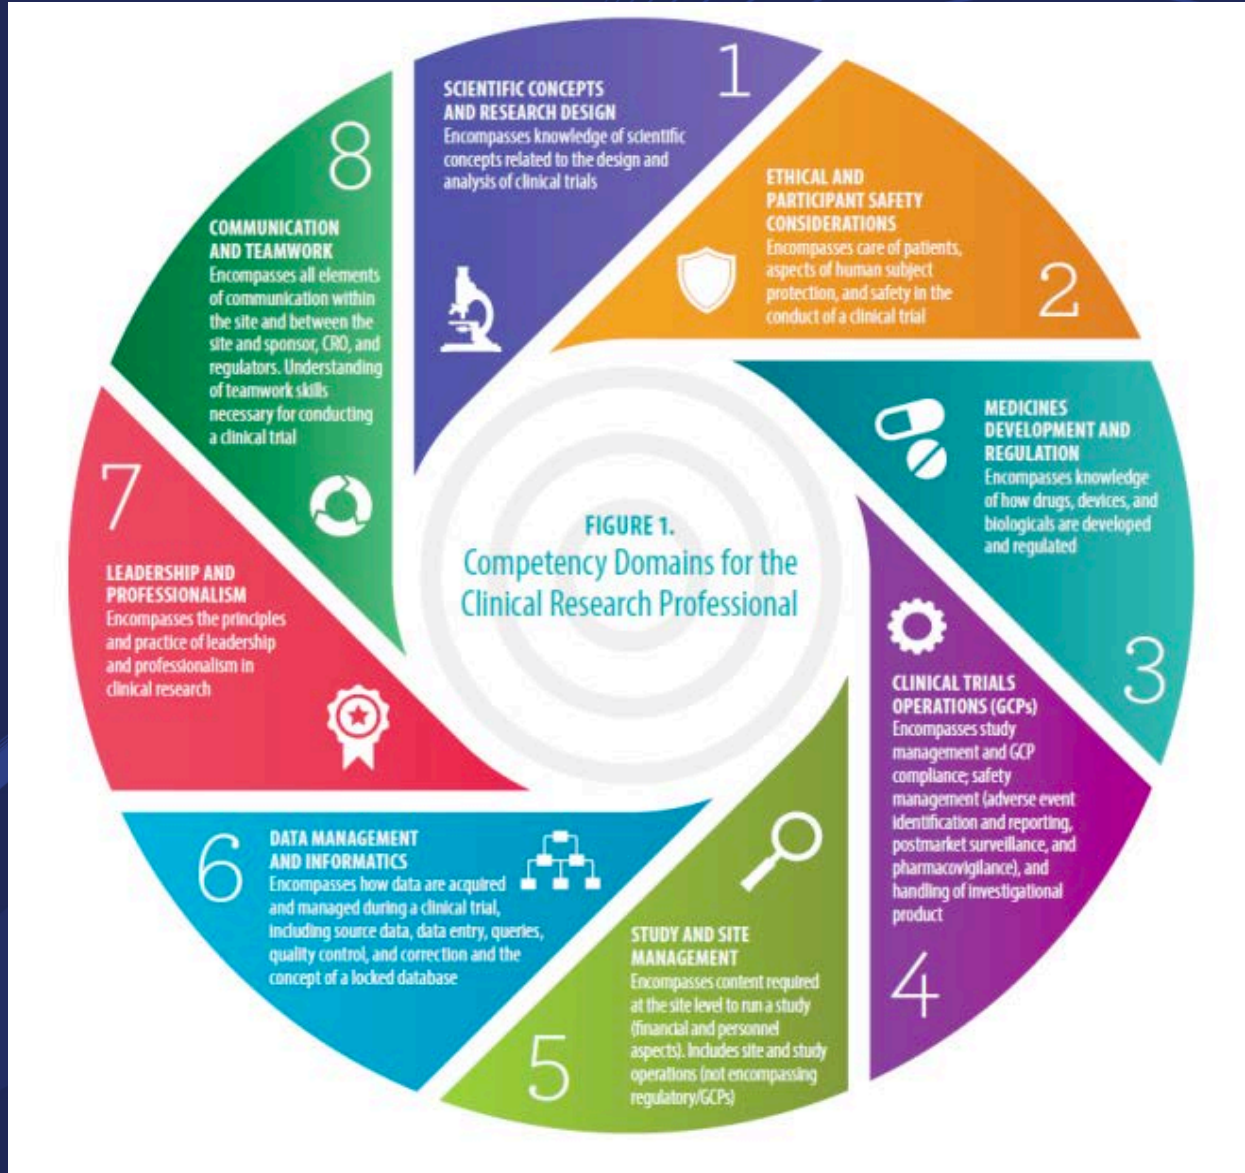 1
SCIENTIFIC CONCEPTS
AND RESEARCH DESIGN
Encompasses knowledge of scientific
concepts related to the design and
analysis of clinical trials
2
ETHICAL AND
PARTICIPANT SAFETY
CONSIDERATIONS
Encompasses care of patients,
aspects of human subject
protection, and safety in the
conduct of a clinical trial
3
MEDICINES
DEVELOPMENT AND
REGULATION
Encompasses knowledge
of how drugs, devices, and
biologicals are developed
and regulated
4
CLINICAL TRIALS
OPERATIONS (GCPs)
Encompasses study
management and GCP
compliance; safety
management (adverse event
identification and reporting,
postmarket surveillance, and
pharmacovigilance), and
handling of investigational
product
5
STUDY AND SITE
MANAGEMENT
Encompasses content required
at the site level to run a study
(financial and personnel
aspects). Includes site and study
operations (not encompassing
regulatory/GCPs)
6
DATA MANAGEMENT
AND INFORMATICS
Encompasses how data are acquired
and managed during a clinical trial,
including source data, data entry, queries,
quality control, and correction and the
concept of a locked database
7
LEADERSHIP AND
PROFESSIONALISM
Encompasses the principles
and practice of leadership
and professionalism in
clinical research
8
COMMUNICATION
AND TEAMWORK
Encompasses all elements
of communication within
the site and between the
site and sponsor, CRO, and
regulators. Understanding
of teamwork skills
necessary for conducting
a clinical trial
FIGURE 1.
Competency Domains for the
Clinical Research Professional